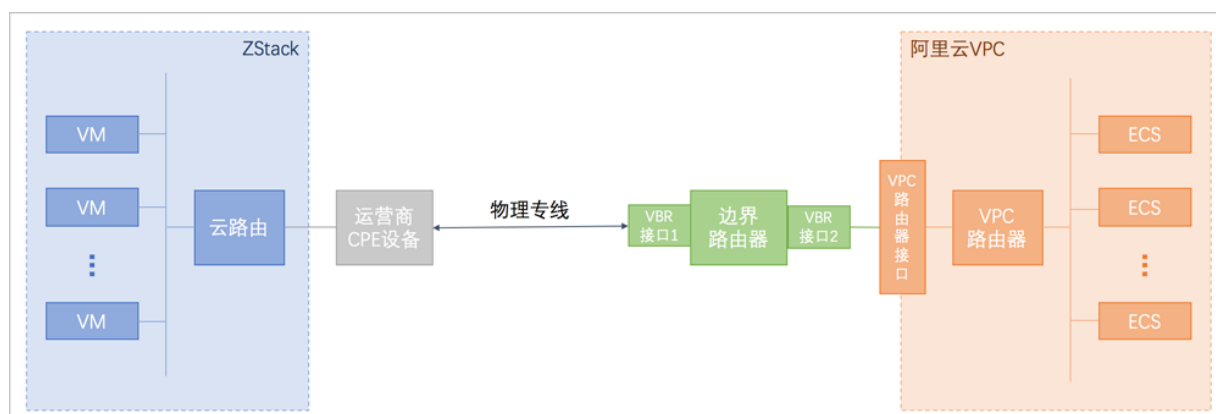 ZStack
VM
VM
VM
云路由
运营商
CPE设备
物理专线
VBR
接口1
边界
路由器
VBR
接口2
阿里云VPC
VPC
路
由
器
接
口
VPC
路由器
ECS
ECS
ECS